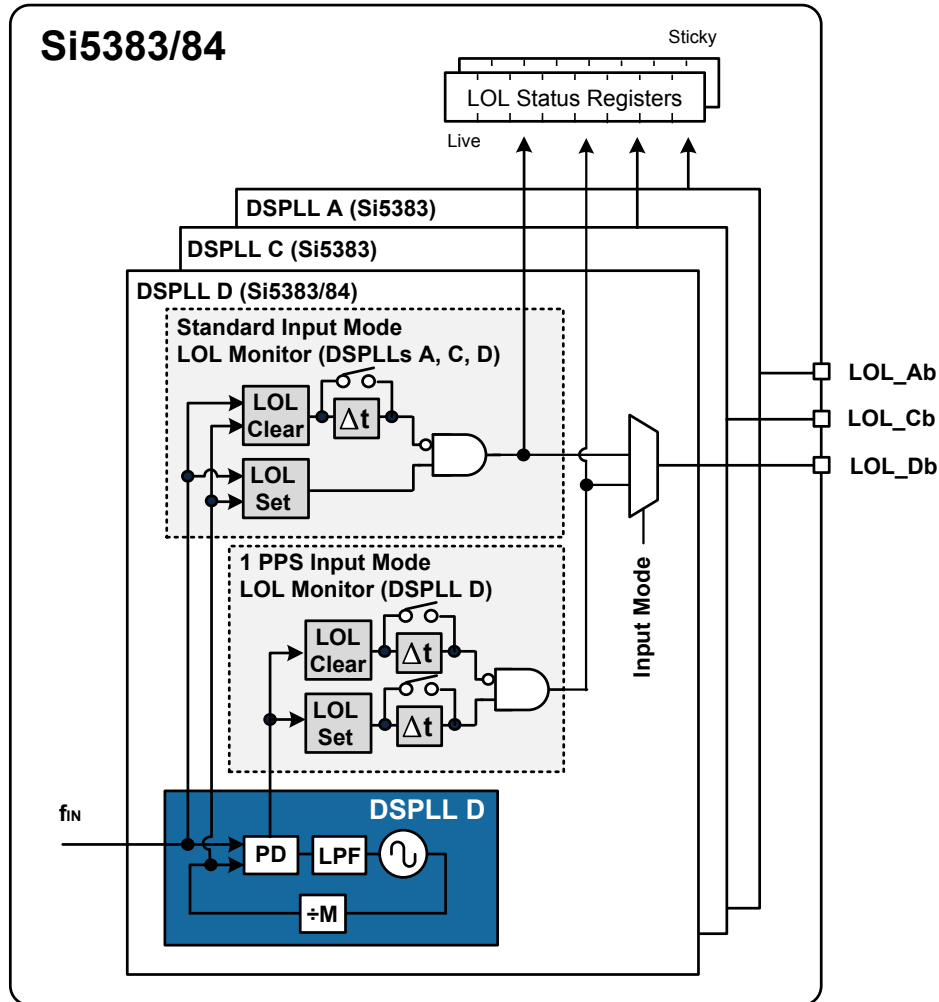 Si5383/84
Sticky
LOL Status Registers
Live
DSPLL A (Si5383)
DSPLL C (Si5383)
DSPLL D (Si5383/84)
Standard Input Mode
LOL Monitor (DSPLLs A, C, D)
LOL
Clear
Δt
LOL
Set
LOL_Ab
LOL_Cb
LOL_Db
1 PPS Input Mode
LOL Monitor (DSPLL D)
LOL
Clear
Δt
LOL
Set
Δt
Input Mode
fIN
DSPLL D
PD
LPF
÷M